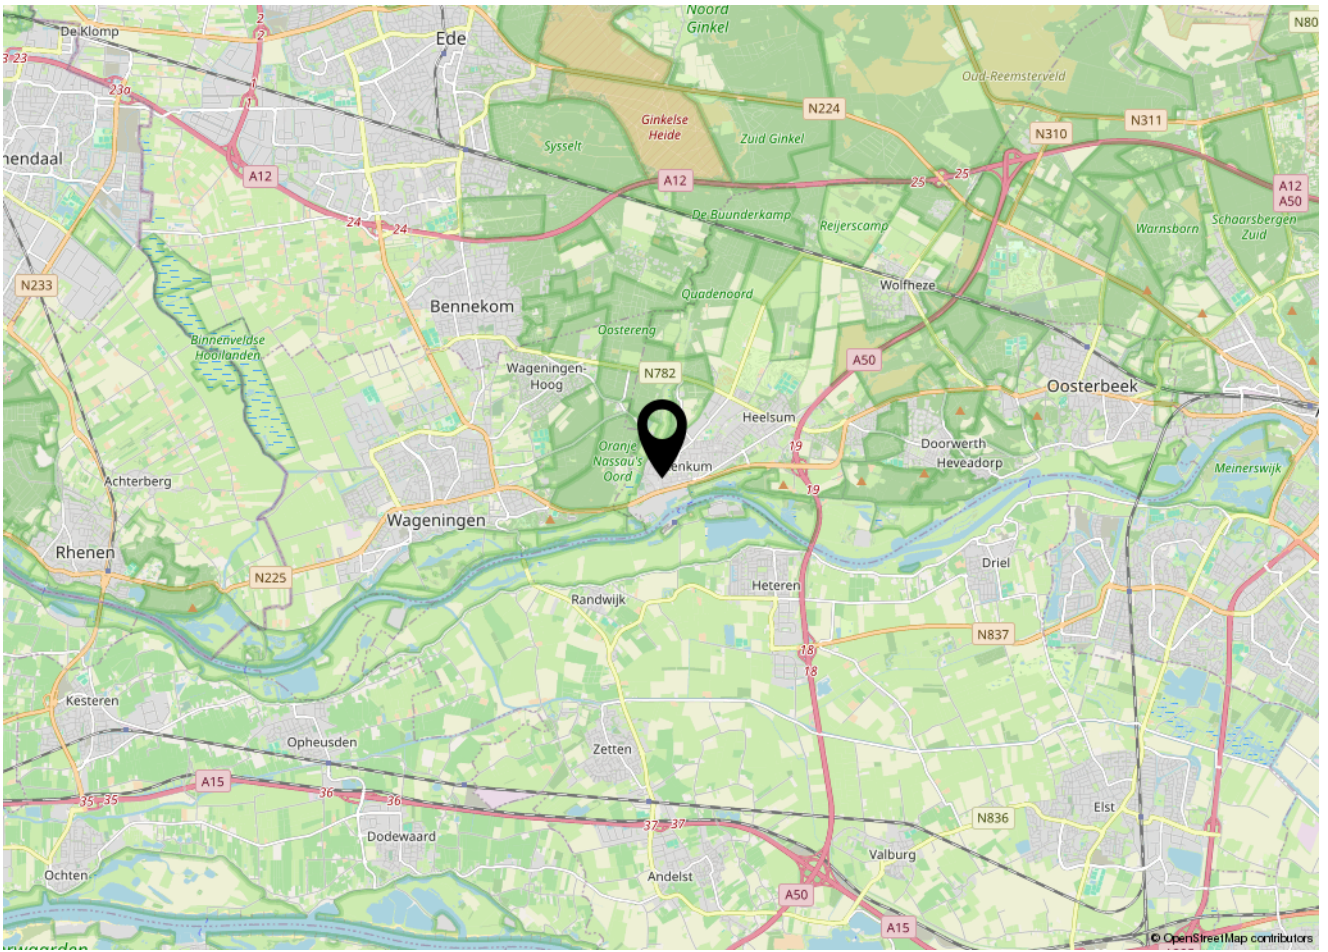 De Klomp
2
2
Ede
Noord
Ginkel
N80
3 23
23a
1
1
Oud-Reemsterveld
N224
N311
N310
Ginkelse
Heide
Sysselt
Zuid Ginkel
nendaal
A12
A12
25
25
A12
A50
24
24
De Buunderkamp
Reijerscamp
Warnsborn
Schaarsbergen
Zuid
N233
Wolfheze
Quadenoord
Bennekom
Oostereng
Binnenveldse
Hooilanden
A50
Wageningen-
Hoog
N782
Oosterbeek
Heelsum
19
Oranje
Nassau's
Oord
enkum
Doorwerth
Heveadorp
Meinerswijk
Achterberg
19
Wageningen
Rhenen
N225
Driel
Heteren
Randwijk
N837
18
18
Kesteren
Opheusden
Zetten
A15
35
35
36
36
Elst
N836
37
37
Dodewaard
Valburg
Ochten
Andelst
A50
A15
erwaarden
© OpenStreetMap contributors